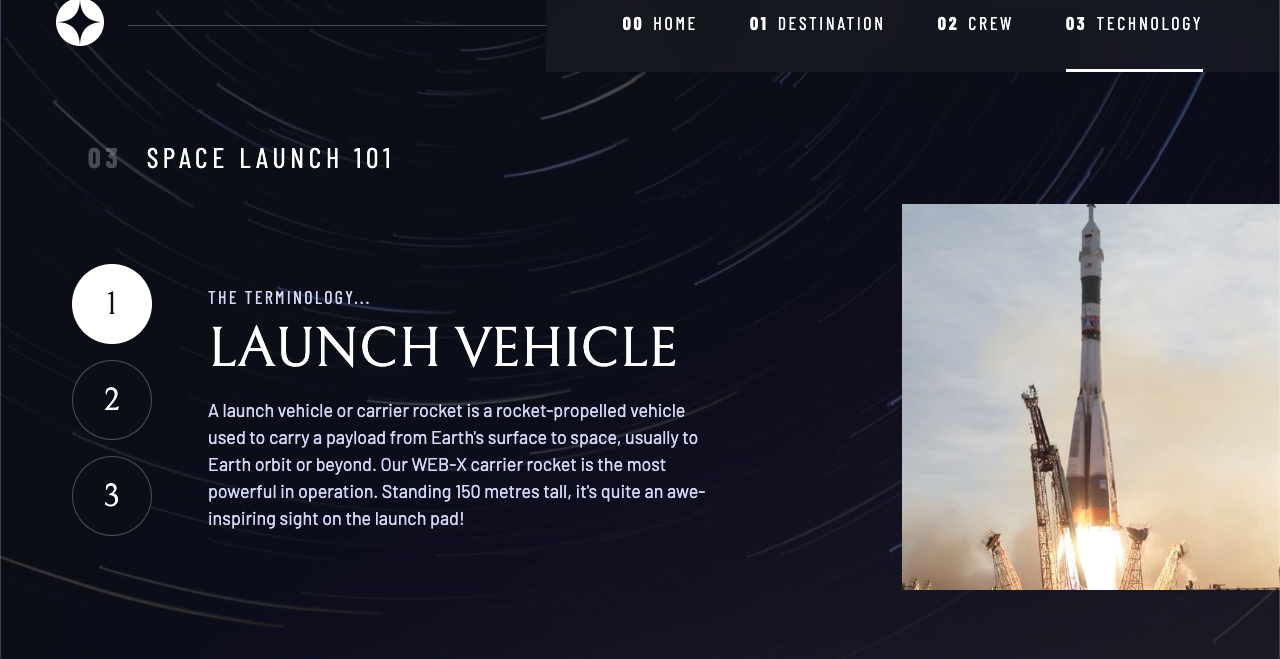 00 HOME 01 DESTINATION 02 CREW 03 TECHNOLOGY
03 SPACE LAUNCH 101
1
2
3
THE TERMINOLOGY...
LAUNCH VEHICLE
A launch vehicle or carrier rocket is a rocket-propelled vehicle
used to carry a payload from Earth's surface to space, usually to
Earth orbit or beyond. Our WEB-X carrier rocket is the most
powerful in operation. Standing 150 metres tall, it's quite an awe-
inspiring sight on the launch pad!